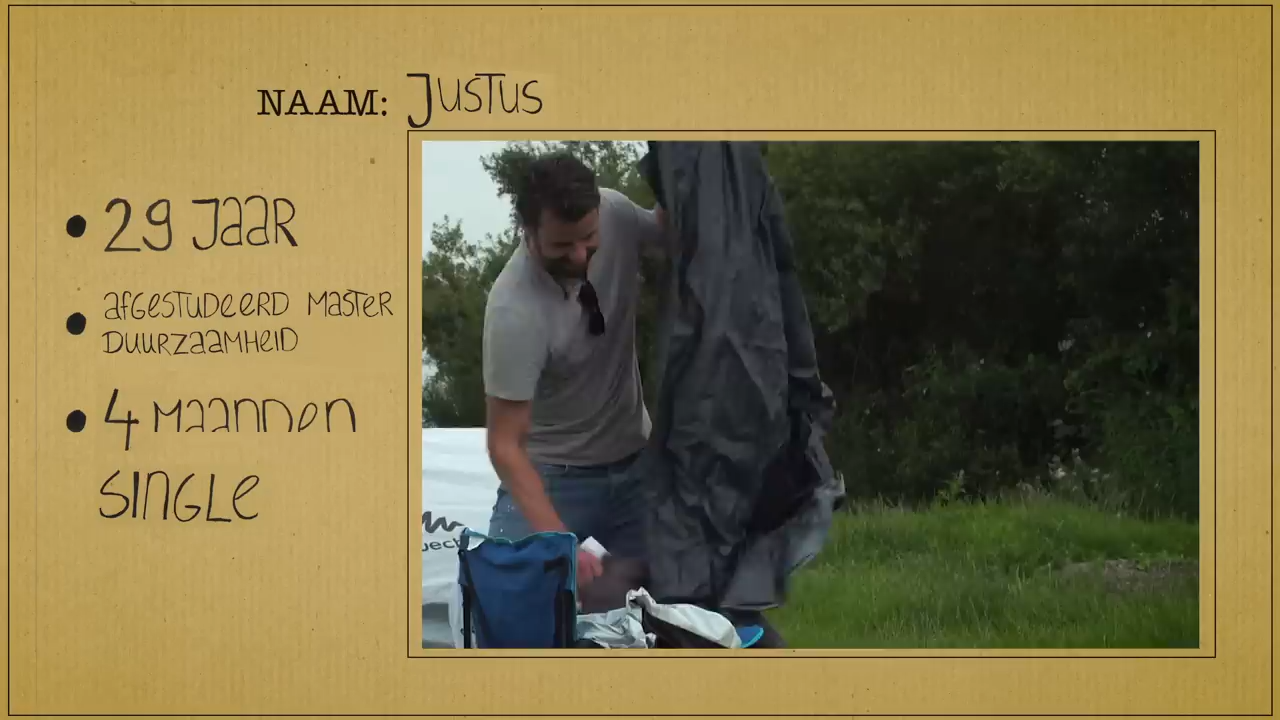 NAAM: JUSTUS
29 JAAR
AFGESTUDEERD MASTER
DUURZAAMHEID
4 MAANDEN
SINGLE